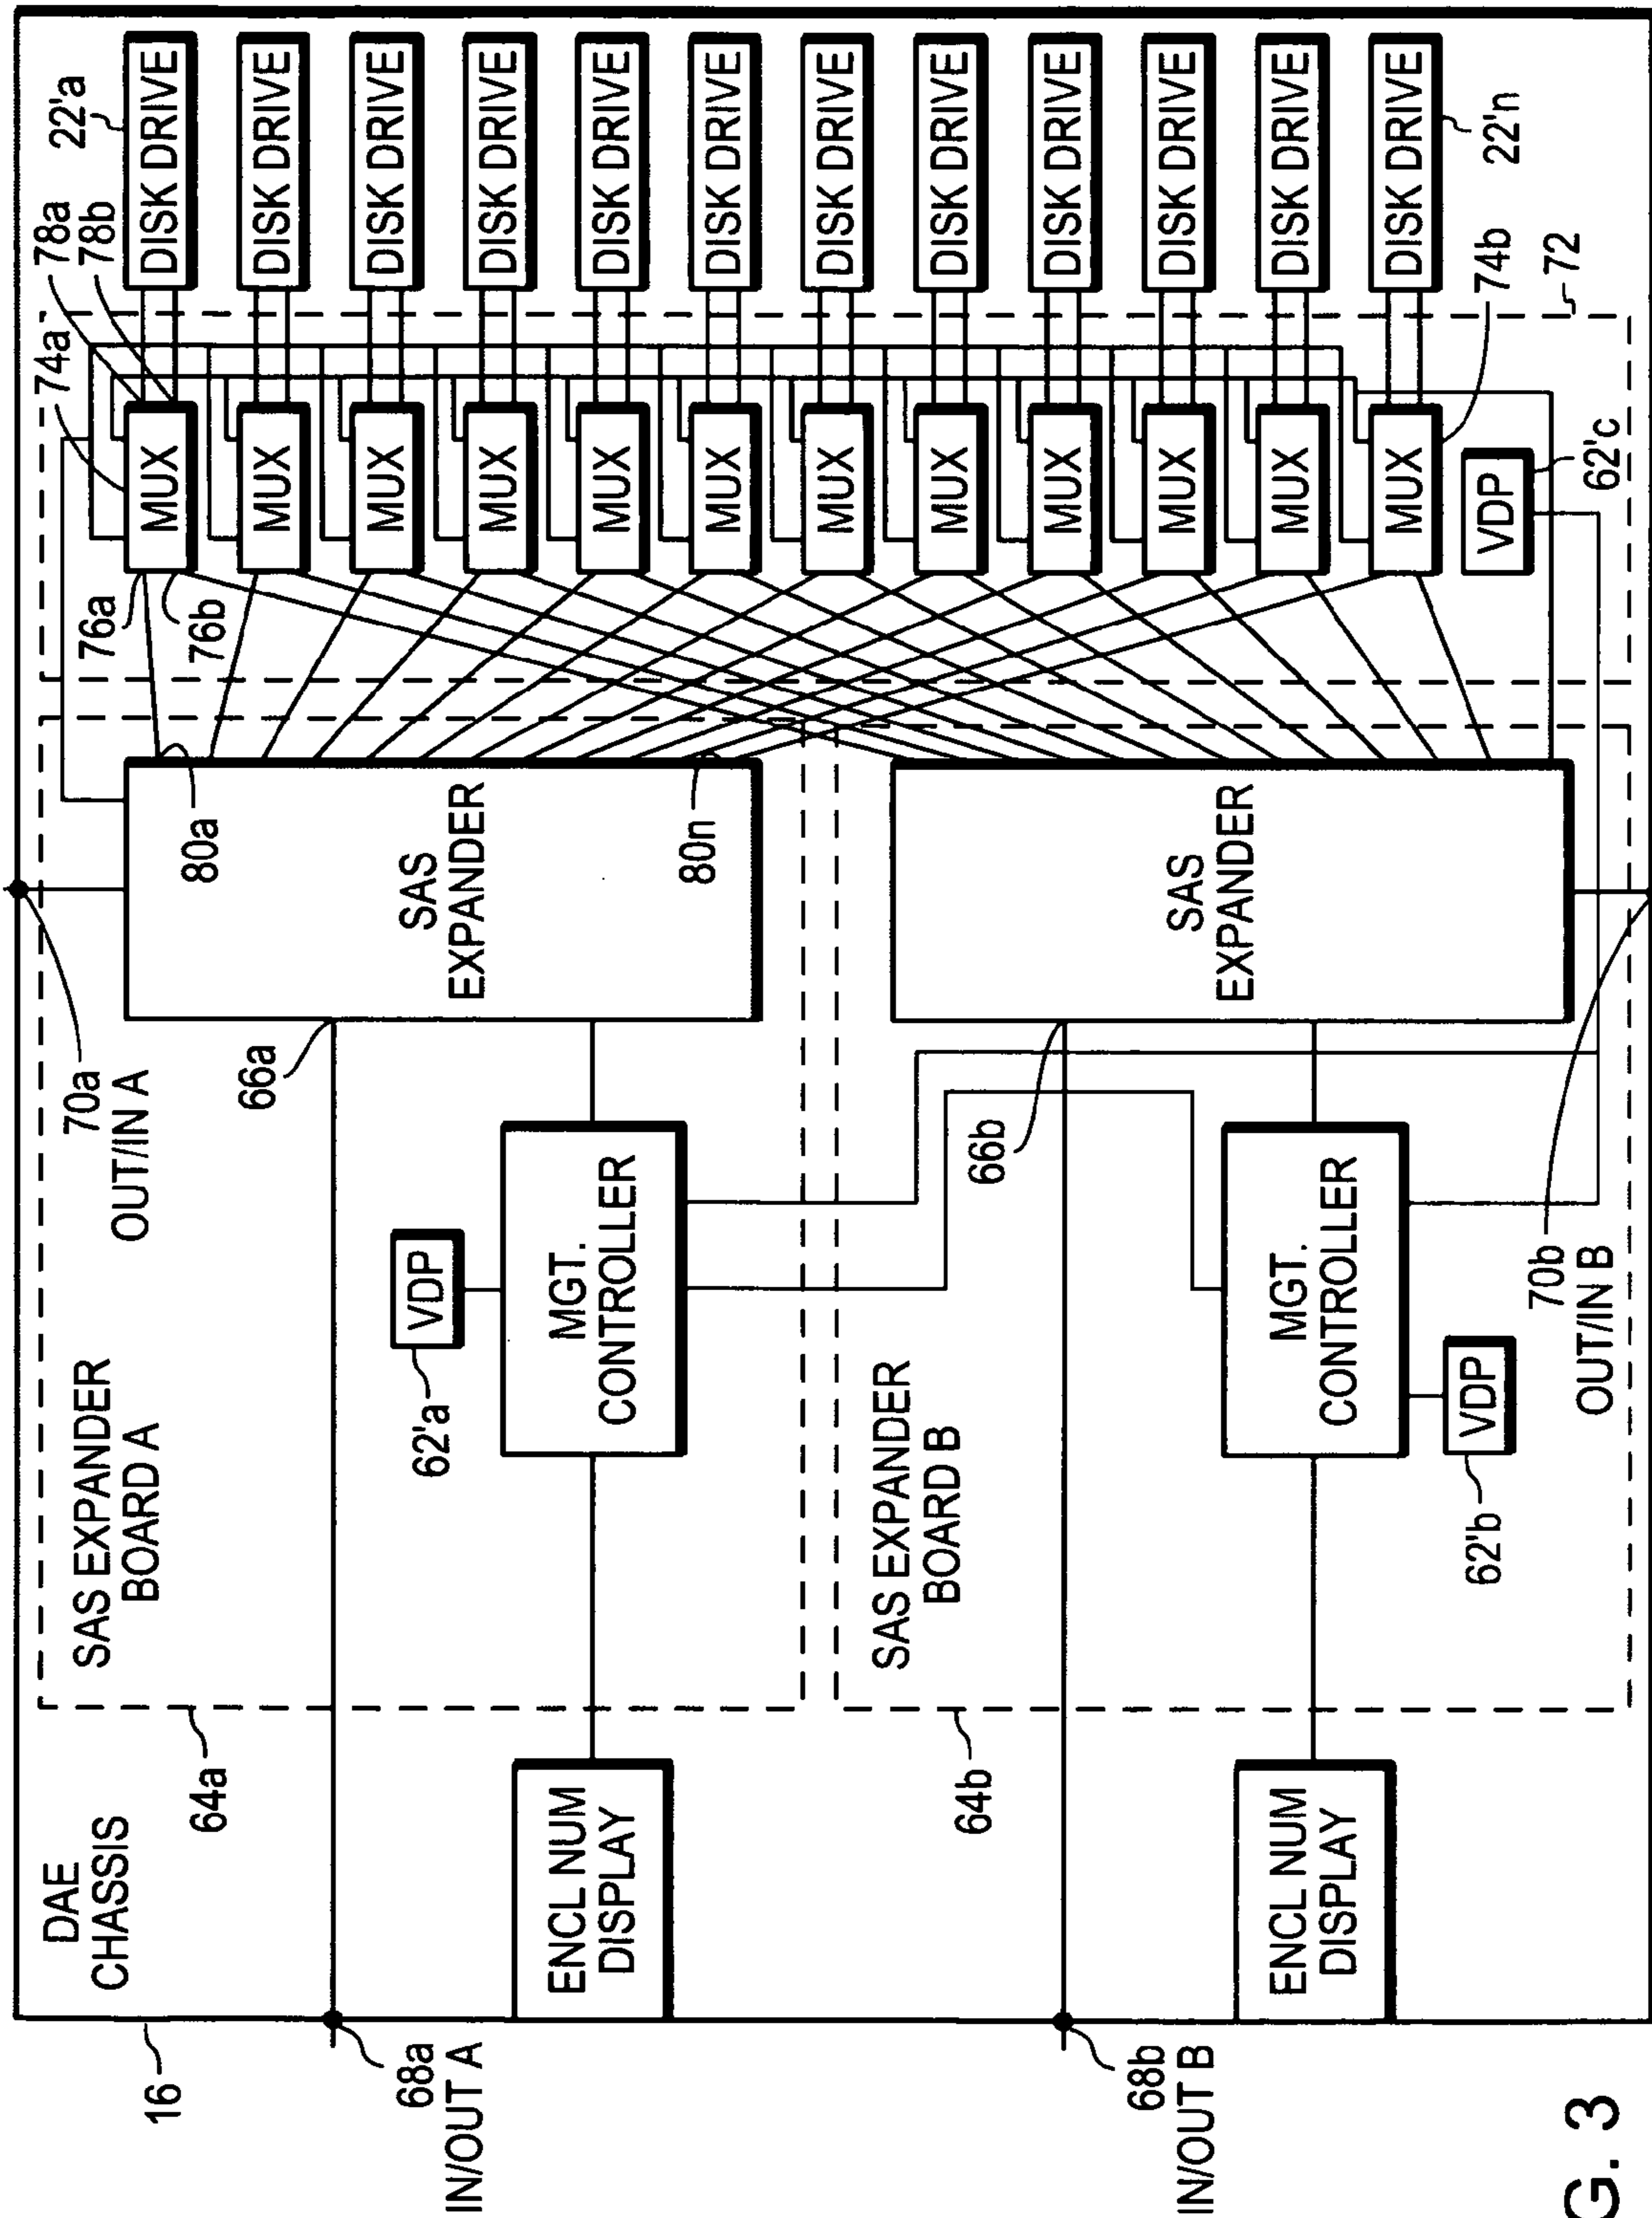 DAE
CHASSIS
16
64a
SAS EXPANDER
BOARD A
70a
OUT/IN A
66a
68a
IN/OUT A
ENCL NUM
DISPLAY
62'a
VDP
MGT.
CONTROLLER
SAS
EXPANDER
80a
80n
76a
76b
74a
78a
78b
22'a
MUX
DISK DRIVE
MUX
DISK DRIVE
MUX
DISK DRIVE
MUX
DISK DRIVE
MUX
DISK DRIVE
MUX
DISK DRIVE
MUX
DISK DRIVE
MUX
DISK DRIVE
MUX
DISK DRIVE
MUX
DISK DRIVE
MUX
DISK DRIVE
MUX
DISK DRIVE
22'n
74b
72
VDP
62'c
64b
SAS EXPANDER
BOARD B
66b
68b
IN/OUT B
ENCL NUM
DISPLAY
MGT.
CONTROLLER
VDP
62'b
SAS
EXPANDER
70b
OUT/IN B
G. 3